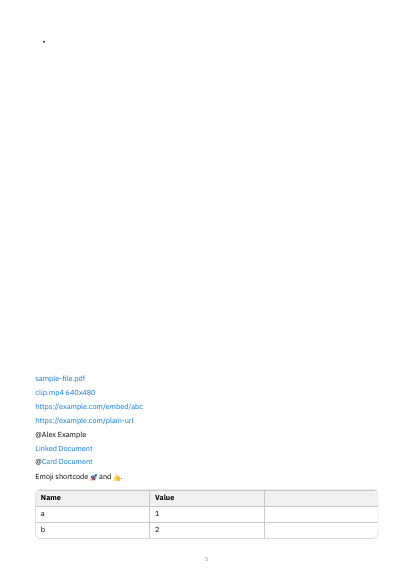 •
sample-file.pdf
clip.mp4 640x480
https://example.com/embed/abc
https://example.com/plain-url
@Alex Example
Linked Document
@Card Document
Emoji shortcode 🚀 and 👍.
Name Value
a 1
b 2
5